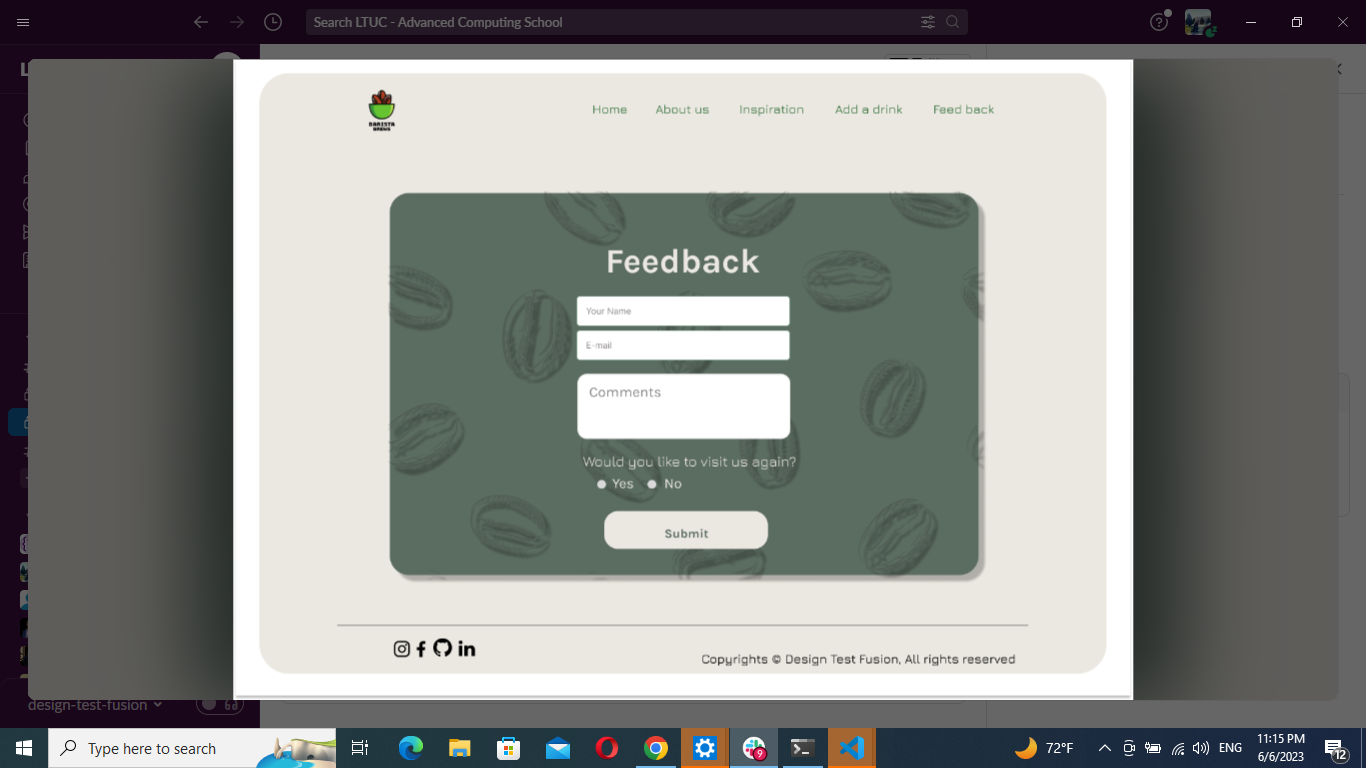 Search LTUC - Advanced Computing School
L
BARISTA
BREWS
Home About us Inspiration Add a drink Feed back
Feedback
Your Name
E-mail
Comments
Would you like to visit us again?
Yes No
Submit
Copyrights © Design Test Fusion, All rights reserved
design-test-fusion
Type here to search
9
72°F
ENG
11:15 PM
6/6/2023
12